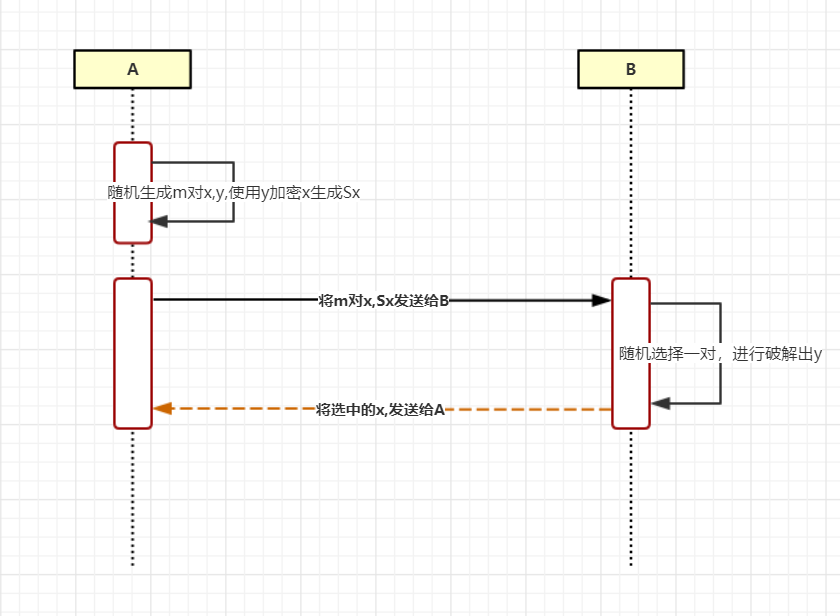 A
B
随机生成m对x,y,使用y加密x生成Sx
将m对x,Sx发送给B
随机选择一对，进行破解出y
将选中的x,发送给A